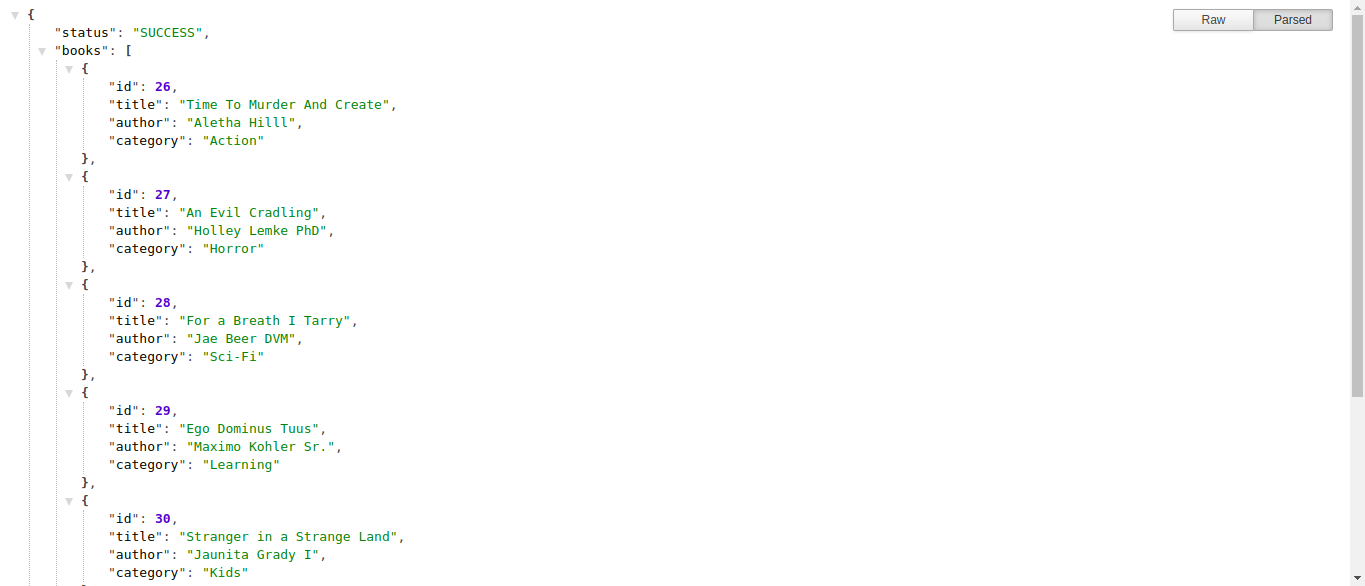 {
"status": "SUCCESS",
"books": [
{
"id": 26,
"title": "Time To Murder And Create",
"author": "Aletha Hilll",
"category": "Action"
},
{
"id": 27,
"title": "An Evil Cradling",
"author": "Holley Lemke PhD",
"category": "Horror"
},
{
"id": 28,
"title": "For a Breath I Tarry",
"author": "Jae Beer DVM",
"category": "Sci-Fi"
},
{
"id": 29,
"title": "Ego Dominus Tuus",
"author": "Maximo Kohler Sr.",
"category": "Learning"
},
{
"id": 30,
"title": "Stranger in a Strange Land",
"author": "Jaunita Grady I",
"category": "Kids"
Raw
Parsed